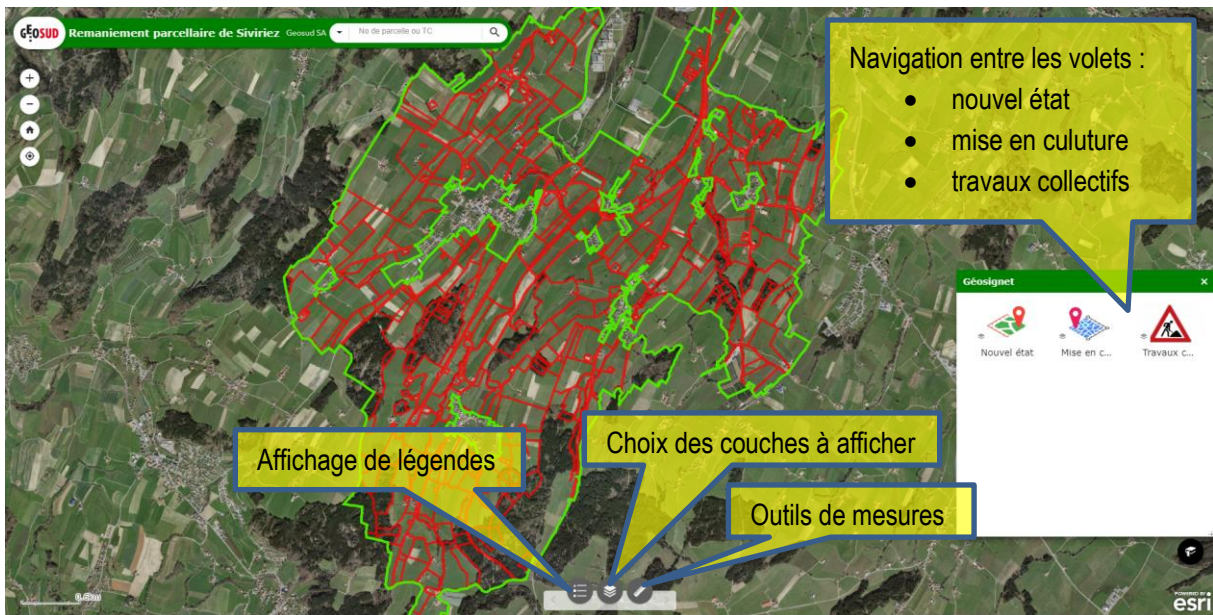 GEOSUD Remaniement parcellaire de Siviriez Geosud SA No de parcelle ou TC
Navigation entre les volets :
• nouvel état
• mise en culuture
• travaux collectifs
Géosignet ×
Nouvel état Mise en c... Travaux c...
Affichage de légendes
Choix des couches à afficher
Outils de mesures
0.6km
POWERED BY
esri